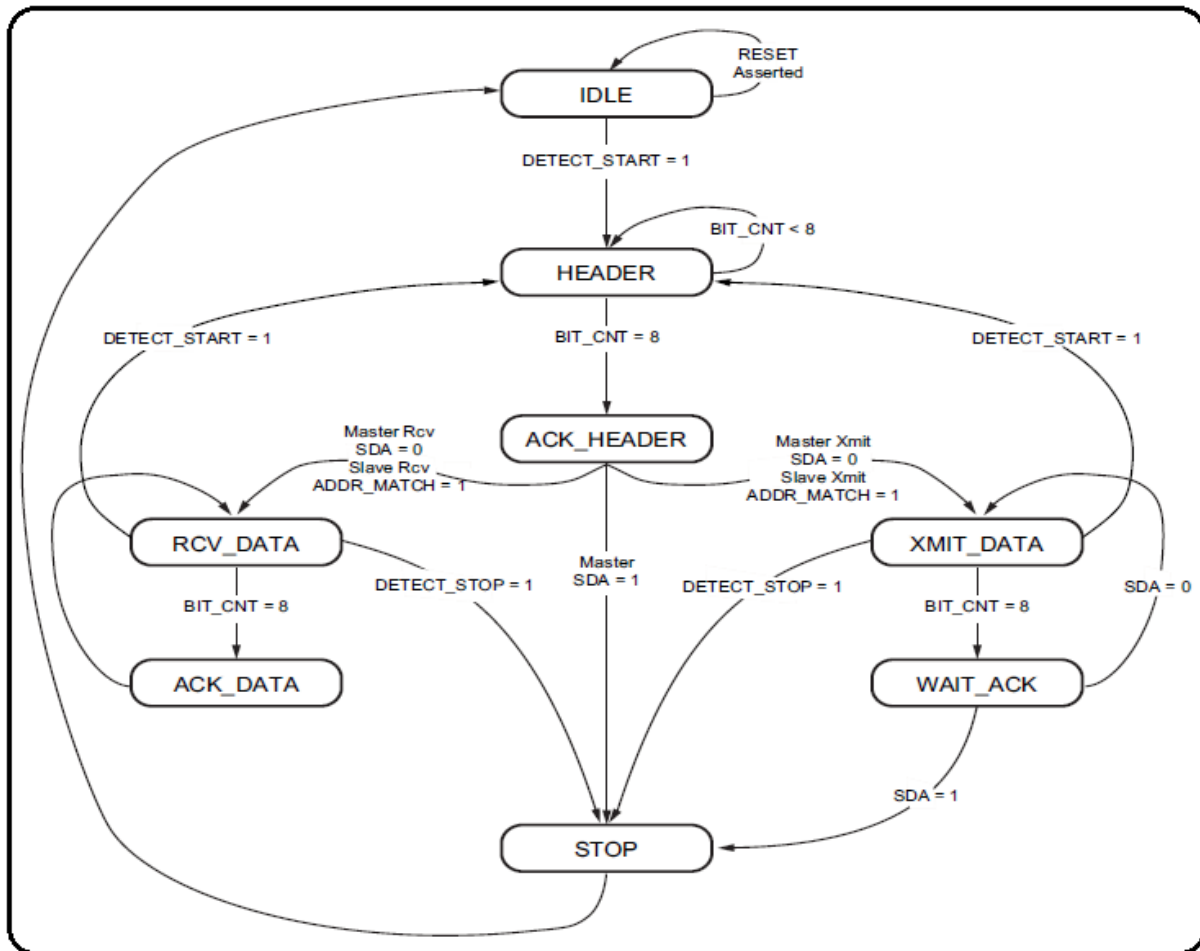 RESET
Asserted
IDLE
DETECT_START = 1
BIT_CNT < 8
HEADER
DETECT_START = 1
BIT_CNT = 8
DETECT_START = 1
Master Rcv
SDA = 0
Slave Rcv
ADDR_MATCH = 1
ACK_HEADER
Master Xmit
SDA = 0
Slave Xmit
ADDR_MATCH = 1
RCV_DATA
XMIT_DATA
Master
SDA = 1
DETECT_STOP = 1
DETECT_STOP = 1
SDA = 0
BIT_CNT = 8
BIT_CNT = 8
ACK_DATA
WAIT_ACK
SDA = 1
STOP